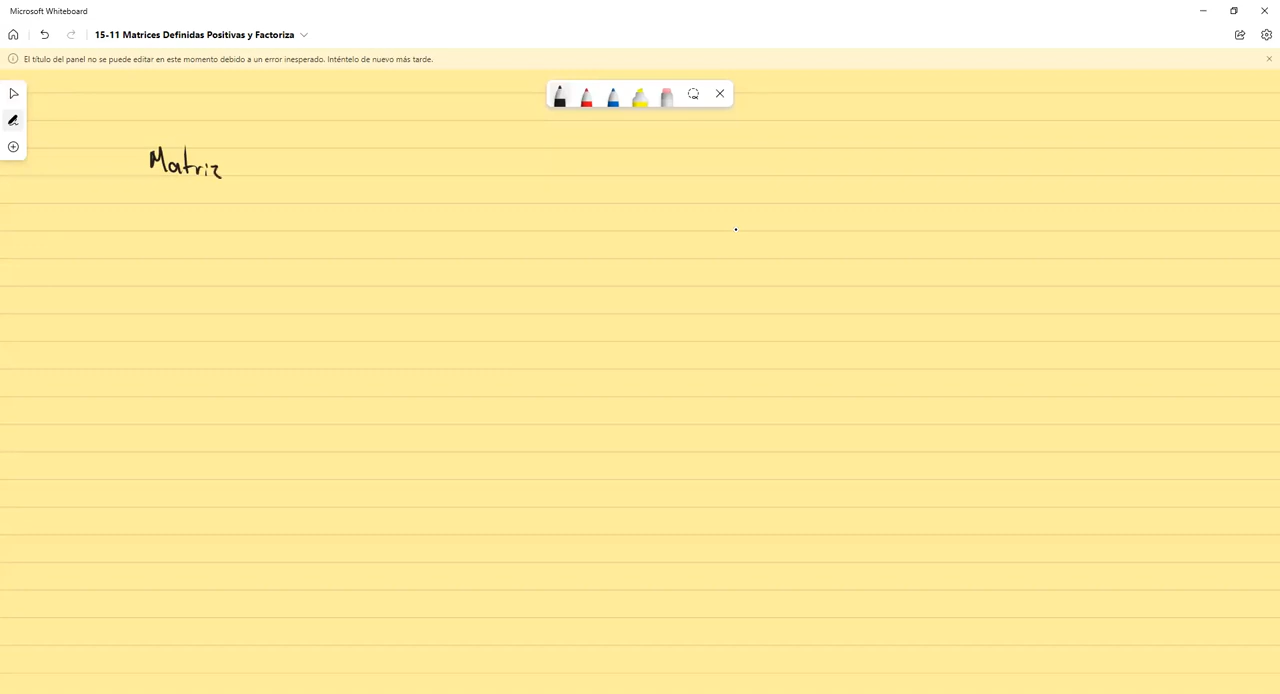 Microsoft Whiteboard
15-11 Matrices Definidas Positivas y Factoriza
El título del panel no se puede editar en este momento debido a un error inesperado. Inténtelo de nuevo más tarde.
Matriz